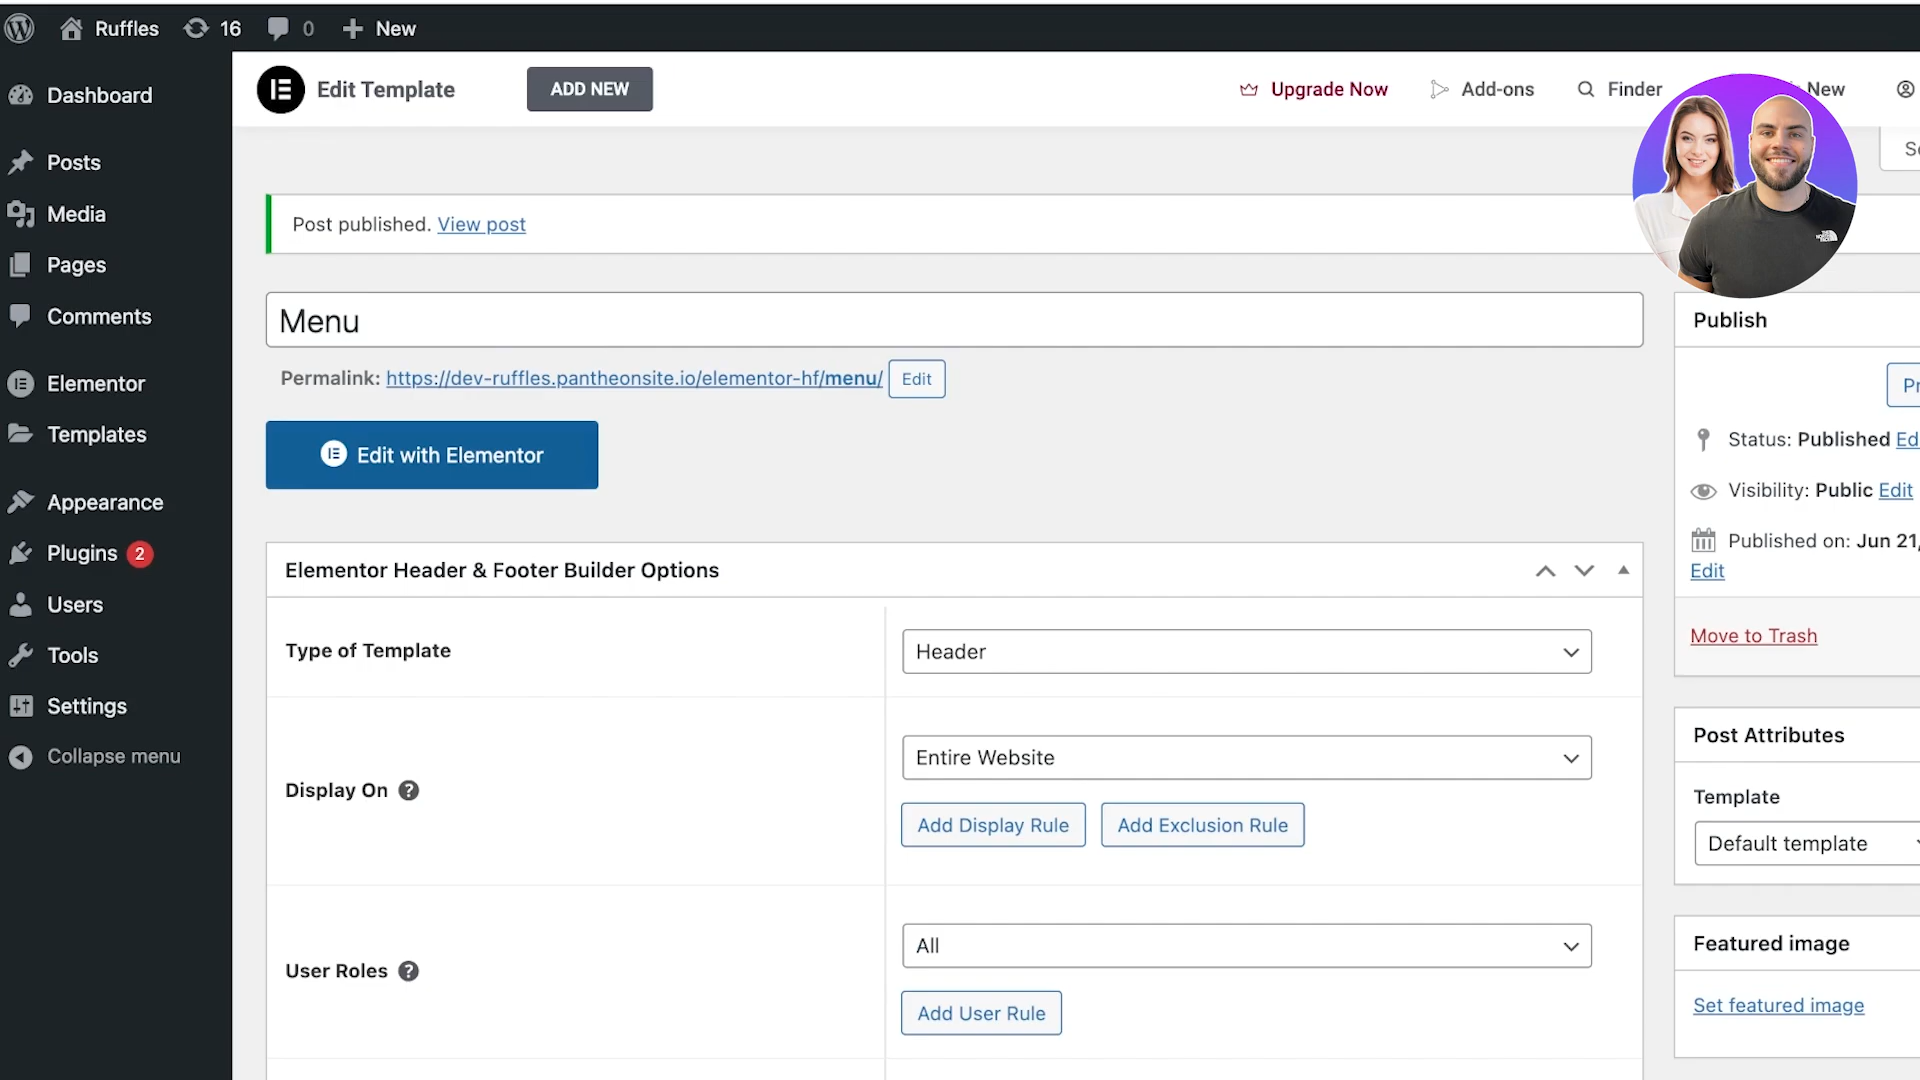 Ruffles 16 0 New
Dashboard
Posts
Media
Pages
Comments
Elementor
Templates
Appearance
Plugins 2
Users
Tools
Settings
Collapse menu
Edit Template ADD NEW Upgrade Now Add-ons Finder New
Post published. View post
Menu
Permalink: https://dev-ruffles.pantheonsite.io/elementor-hf/menu/ Edit
Edit with Elementor
Elementor Header & Footer Builder Options
Type of Template Header
Display On Entire Website
Add Display Rule Add Exclusion Rule
User Roles All
Add User Rule
Publish
Status: Published
Visibility: Public Edit
Published on: Jun 21,
Edit
Move to Trash
Post Attributes
Template
Default template
Featured image
Set featured image